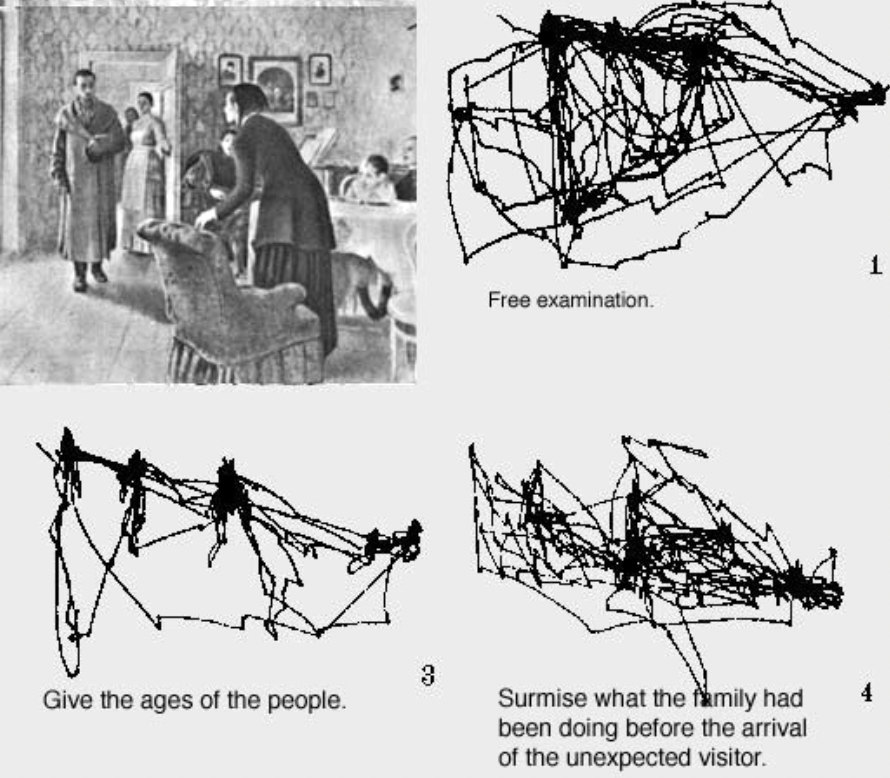 1
Free examination.
3
Give the ages of the people.
4
Surmise what the family had
been doing before the arrival
of the unexpected visitor.